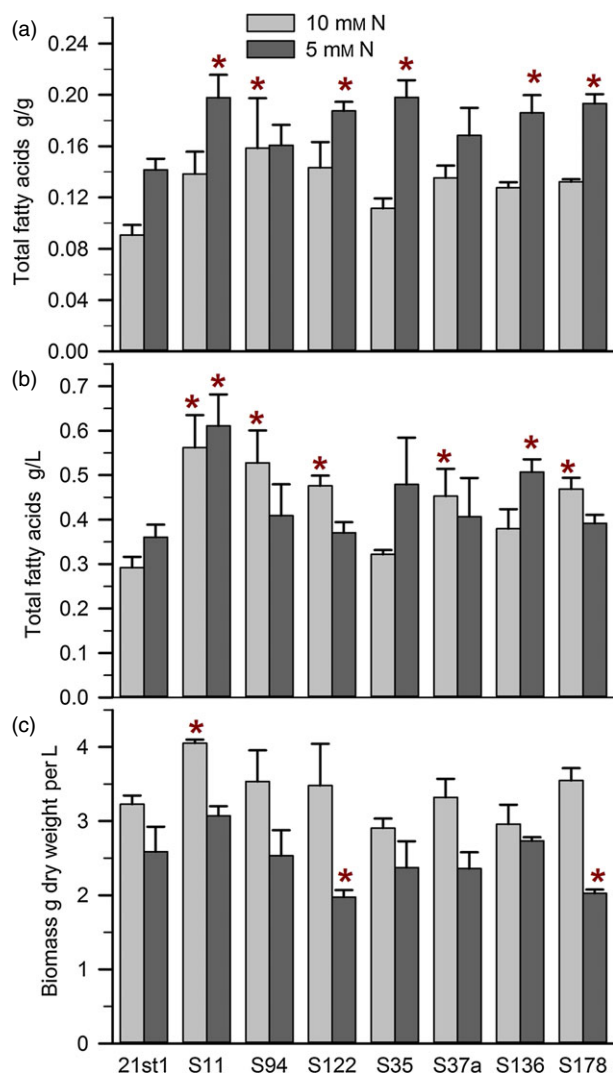 (a)
10 mM N
5 mM N
Total fatty acids g/g
0.24
0.20
0.16
0.12
0.08
0.04
0.00
* * * * * *
(b)
Total fatty acids g/L
0.7
0.6
0.5
0.4
0.3
0.2
0.1
0.0
* * * * * * *
(c)
Biomass g dry weight per L
4
3
2
1
0
* * *
21st1 S11 S94 S122 S35 S37a S136 S178